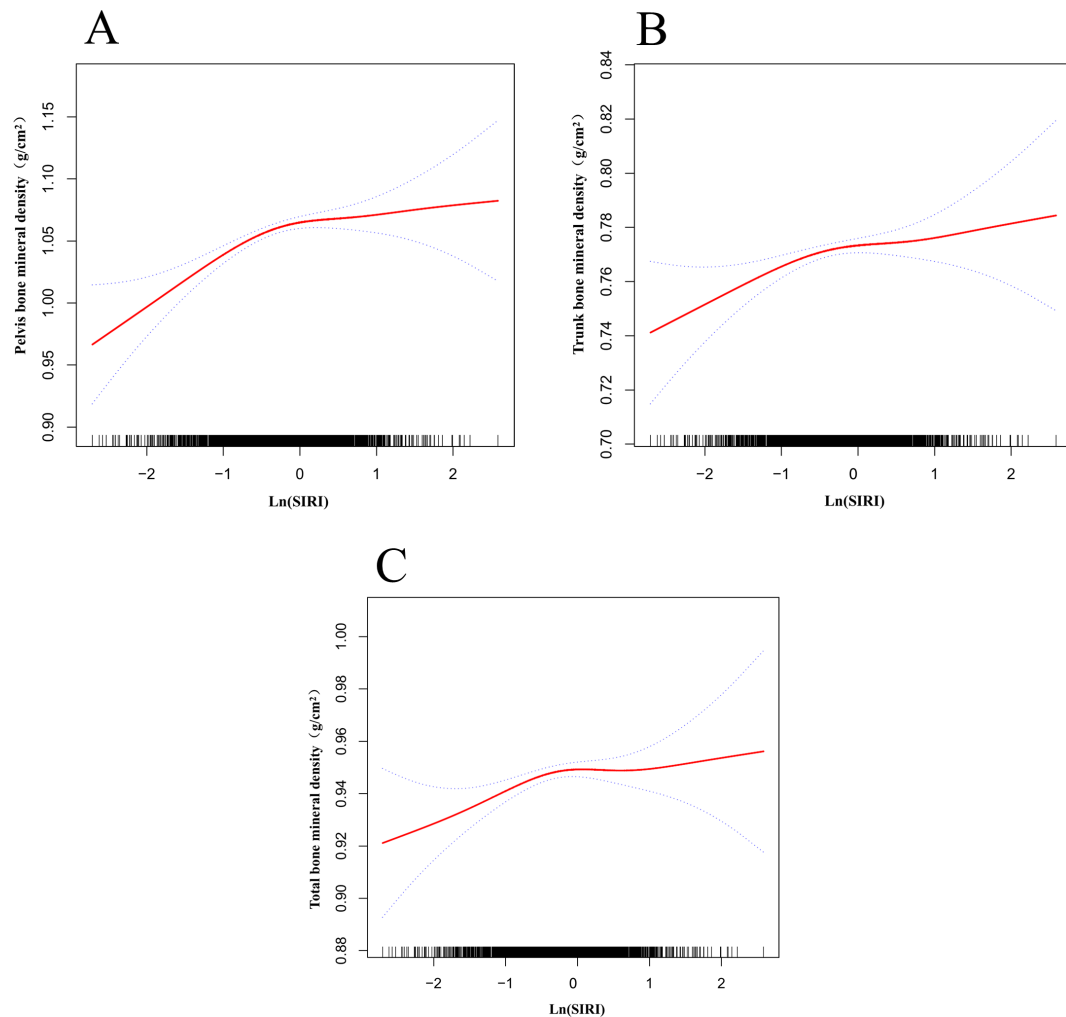 A
Pelvis bone mineral density（g/cm²）
1.15
1.10
1.05
1.00
0.95
0.90
−2 −1 0 1 2
Ln(SIRI)
B
Trunk bone mineral density（g/cm²）
0.84
0.82
0.80
0.78
0.76
0.74
0.72
0.70
−2 −1 0 1 2
Ln(SIRI)
C
Total bone mineral density（g/cm²）
1.00
0.98
0.96
0.94
0.92
0.90
0.88
−2 −1 0 1 2
Ln(SIRI)